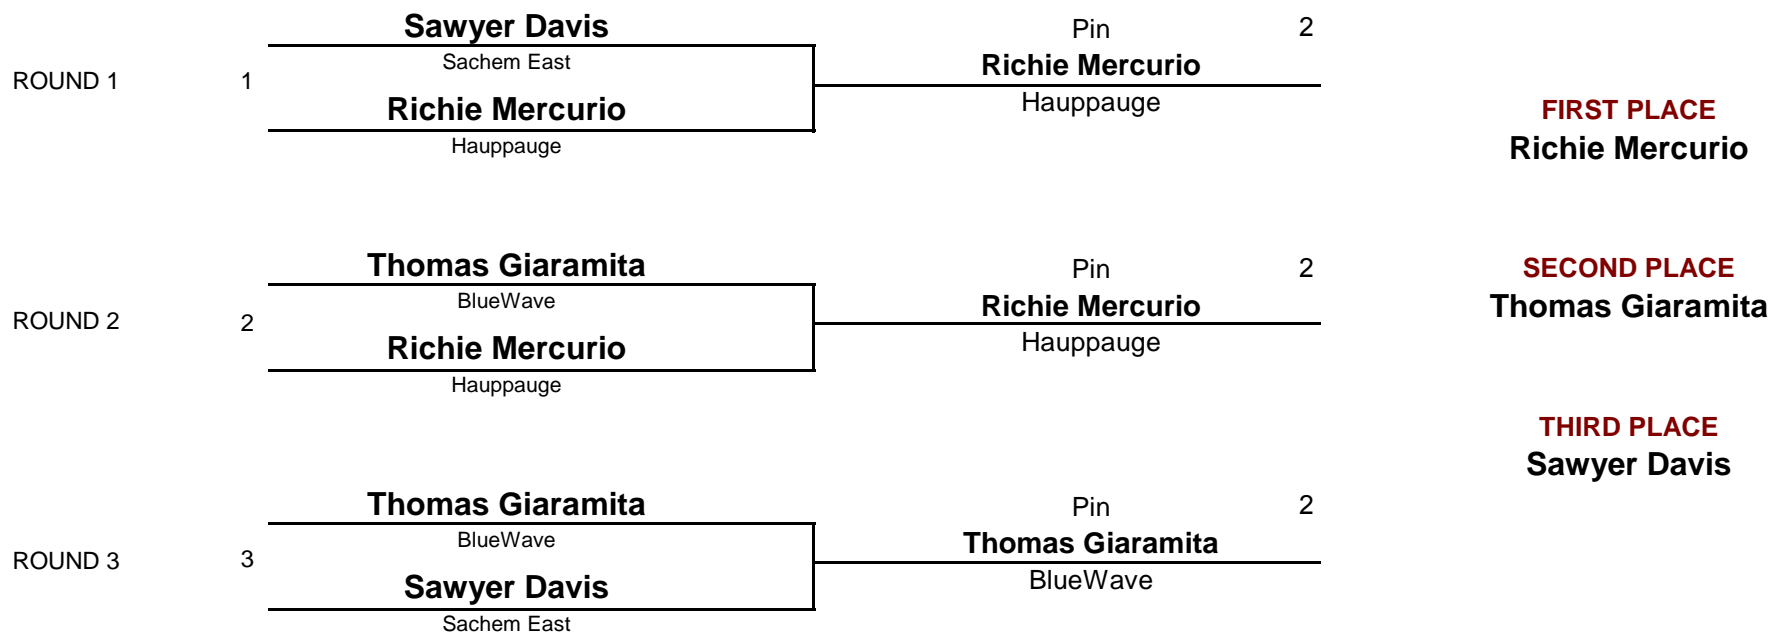 Sawyer Davis
Sachem East
ROUND 1
1
Richie Mercurio
Hauppauge
Pin
2
Richie Mercurio
Hauppauge
FIRST PLACE
Richie Mercurio
Thomas Giaramita
BlueWave
ROUND 2
2
Richie Mercurio
Hauppauge
Pin
2
Richie Mercurio
Hauppauge
SECOND PLACE
Thomas Giaramita
THIRD PLACE
Sawyer Davis
Thomas Giaramita
BlueWave
ROUND 3
3
Sawyer Davis
Sachem East
Pin
2
Thomas Giaramita
BlueWave